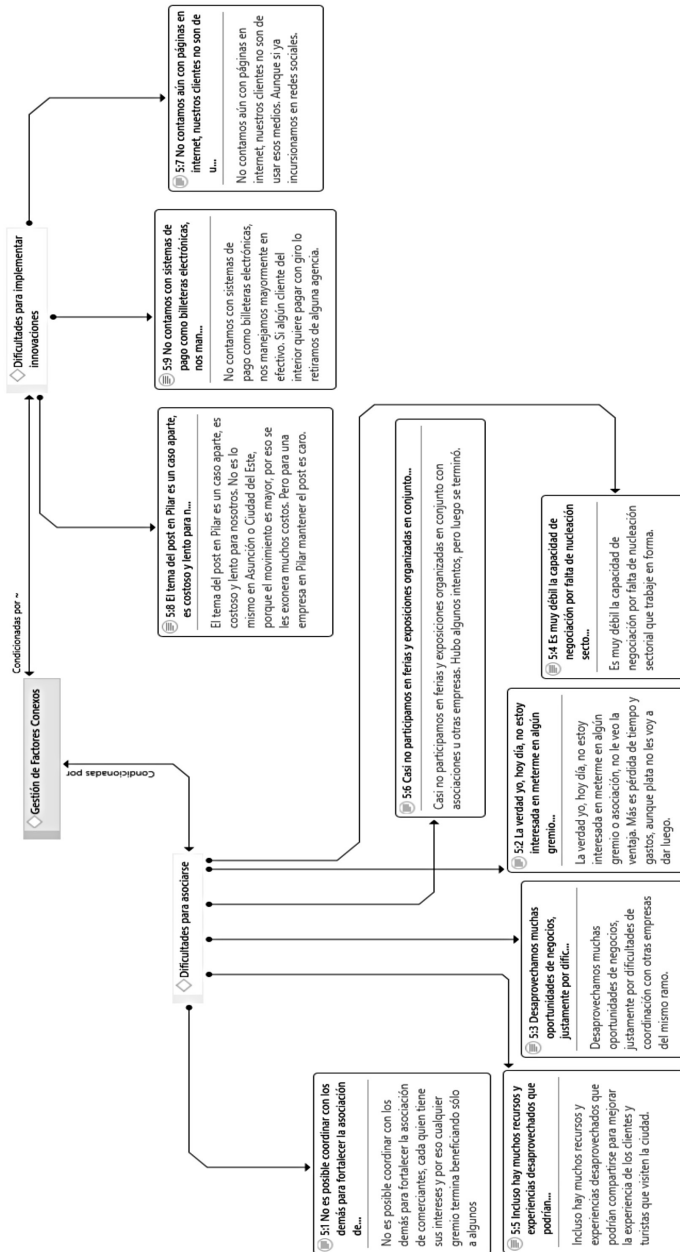 Gestión de Factores Conexos
Condicionadas por ~
Condicionadas por
Dificultades para implementar
innovaciones
Dificultades para asociarse
5:8 El tema del post en Pilar es un caso aparte,
es costoso y lento para n...
El tema del post en Pilar es un caso aparte, es
costoso y lento para nosotros. No es lo
mismo en Asunción o Ciudad del Este,
porque el movimiento es mayor, por eso se
les exonera muchos costos. Pero para una
empresa en Pilar mantener el post es caro.
5:9 No contamos con sistemas de
pago como billeteras electrónicas,
nos man...
No contamos con sistemas de
pago como billeteras electrónicas,
nos manejamos mayormente en
efectivo. Si algún cliente del
interior quiere pagar con giro lo
retiramos de alguna agencia.
5:7 No contamos aún con páginas en
internet, nuestros clientes no son de
u...
No contamos aún con páginas en
internet, nuestros clientes no son de
usar esos medios. Aunque si ya
incursionamos en redes sociales.
5:1 No es posible coordinar con los
demás para fortalecer la asociación
de...
No es posible coordinar con los
demás para fortalecer la asociación
de comerciantes, cada quien tiene
sus intereses y por eso cualquier
gremio termina beneficiando sólo
a algunos
5:6 Casi no participamos en ferias y exposiciones organizadas en conjunto...
Casi no participamos en ferias y exposiciones organizadas en conjunto con
asociaciones u otras empresas. Hubo algunos intentos, pero luego se terminó.
5:5 Incluso hay muchos recursos y
experiencias desaprovechados que
podrían...
Incluso hay muchos recursos y
experiencias desaprovechados que
podrían compartirse para mejorar
la experiencia de los clientes y
turistas que visiten la ciudad.
5:3 Desaprovechamos muchas
oportunidades de negocios,
justamente por dific...
Desaprovechamos muchas
oportunidades de negocios,
justamente por dificultades de
coordinación con otras empresas
del mismo ramo.
5:2 La verdad yo, hoy día, no estoy
interesada en meterme en algún
gremio...
La verdad yo, hoy día, no estoy
interesada en meterme en algún
gremio o asociación, no le veo la
ventaja. Más es pérdida de tiempo y
gastos, aunque plata no les voy a
dar luego.
5:4 Es muy débil la capacidad de
negociación por falta de nucleación
secto...
Es muy débil la capacidad de
negociación por falta de nucleación
sectorial que trabaje en forma.